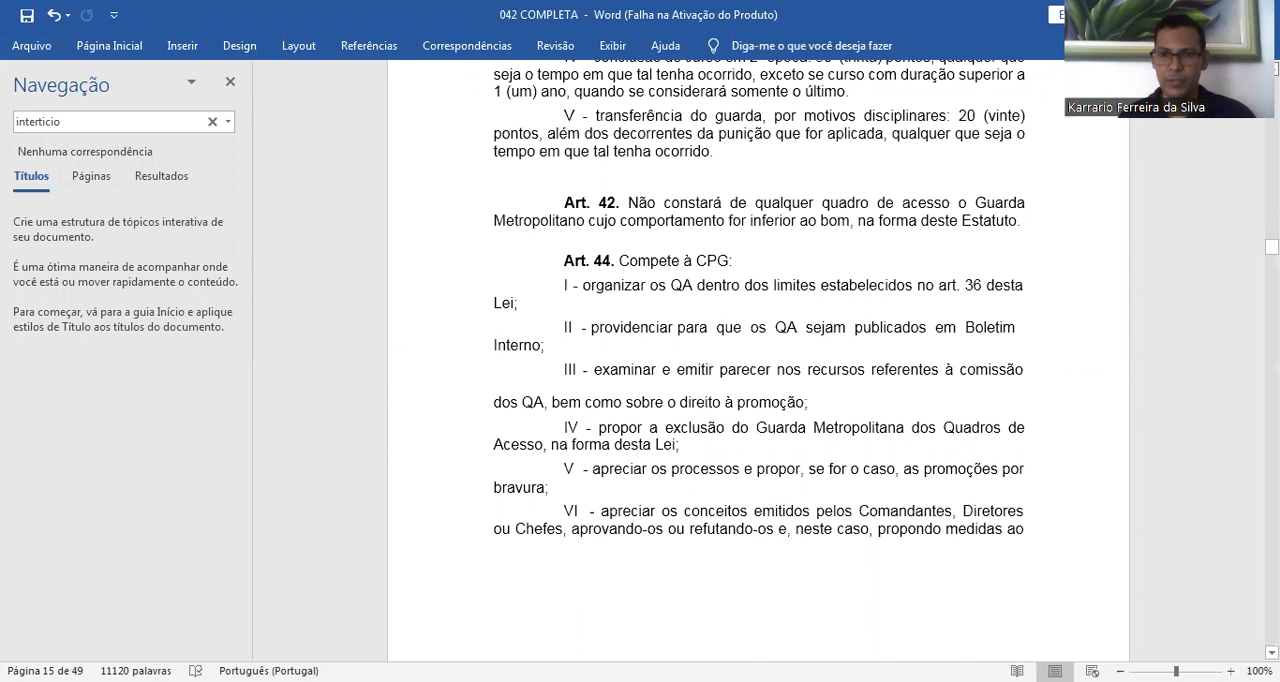 042 COMPLETA - Word (Falha na Ativação do Produto)
E
Arquivo Página Inicial Inserir Design Layout Referências Correspondências Revisão Exibir Ajuda Diga-me o que você deseja fazer
Karrario Ferreira da Silva
Navegação
interticio
Nenhuma correspondência
Títulos Páginas Resultados
Crie uma estrutura de tópicos interativa de
seu documento.
É uma ótima maneira de acompanhar onde
você está ou mover rapidamente o conteúdo.
Para começar, vá para a guia Início e aplique
estilos de Título aos títulos do documento.
seja o tempo em que tal tenha ocorrido, exceto se curso com duração superior a
1 (um) ano, quando se considerará somente o último.
V - transferência do guarda, por motivos disciplinares: 20 (vinte)
pontos, além dos decorrentes da punição que for aplicada, qualquer que seja o
tempo em que tal tenha ocorrido.
Art. 42. Não constará de qualquer quadro de acesso o Guarda
Metropolitano cujo comportamento for inferior ao bom, na forma deste Estatuto.
Art. 44. Compete à CPG:
I - organizar os QA dentro dos limites estabelecidos no art. 36 desta
Lei;
II - providenciar para que os QA sejam publicados em Boletim
Interno;
III - examinar e emitir parecer nos recursos referentes à comissão
dos QA, bem como sobre o direito à promoção;
IV - propor a exclusão do Guarda Metropolitana dos Quadros de
Acesso, na forma desta Lei;
V - apreciar os processos e propor, se for o caso, as promoções por
bravura;
VI - apreciar os conceitos emitidos pelos Comandantes, Diretores
ou Chefes, aprovando-os ou refutando-os e, neste caso, propondo medidas ao
Página 15 de 49 11120 palavras Português (Portugal) 100%